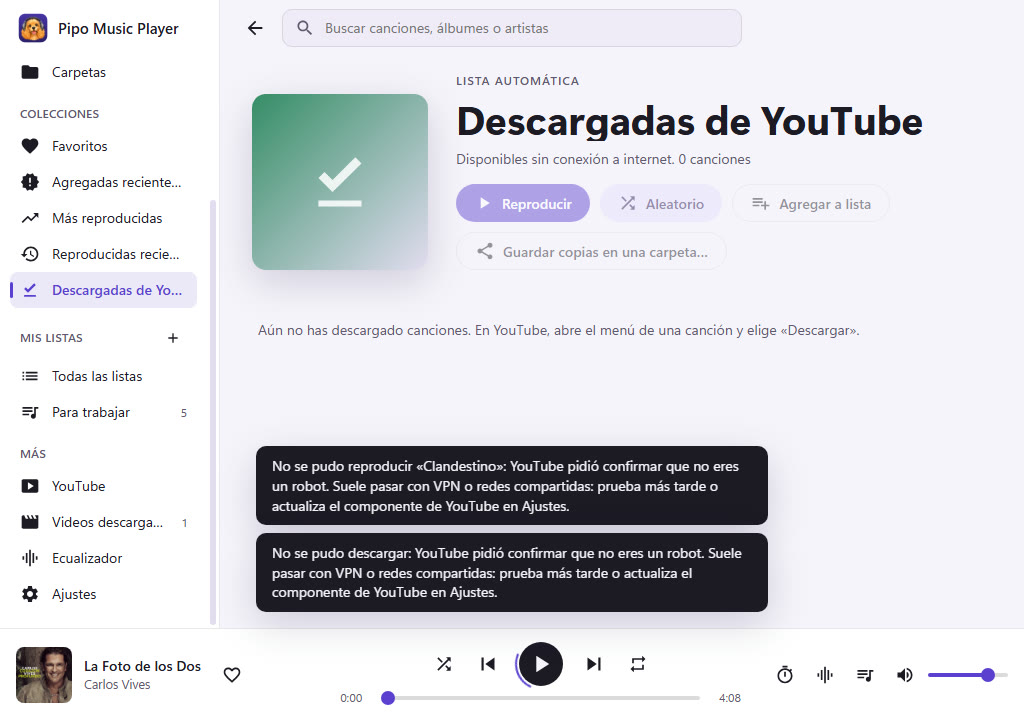 Pipo Music Player
Carpetas
COLECCIONES
Favoritos
Agregadas reciente...
Más reproducidas
Reproducidas recie...
Descargadas de Yo...
MIS LISTAS
Todas las listas
Para trabajar 5
MÁS
YouTube
Videos descarga... 1
Ecualizador
Ajustes
Buscar canciones, álbumes o artistas
LISTA AUTOMÁTICA
Descargadas de YouTube
Disponibles sin conexión a internet. 0 canciones
Reproducir
Aleatorio
Agregar a lista
Guardar copias en una carpeta...
Aún no has descargado canciones. En YouTube, abre el menú de una canción y elige «Descargar».
No se pudo reproducir «Clandestino»: YouTube pidió confirmar que no eres
un robot. Suele pasar con VPN o redes compartidas: prueba más tarde o
actualiza el componente de YouTube en Ajustes.
No se pudo descargar: YouTube pidió confirmar que no eres un robot. Suele
pasar con VPN o redes compartidas: prueba más tarde o actualiza el
componente de YouTube en Ajustes.
La Foto de los Dos
Carlos Vives
0:00
4:08